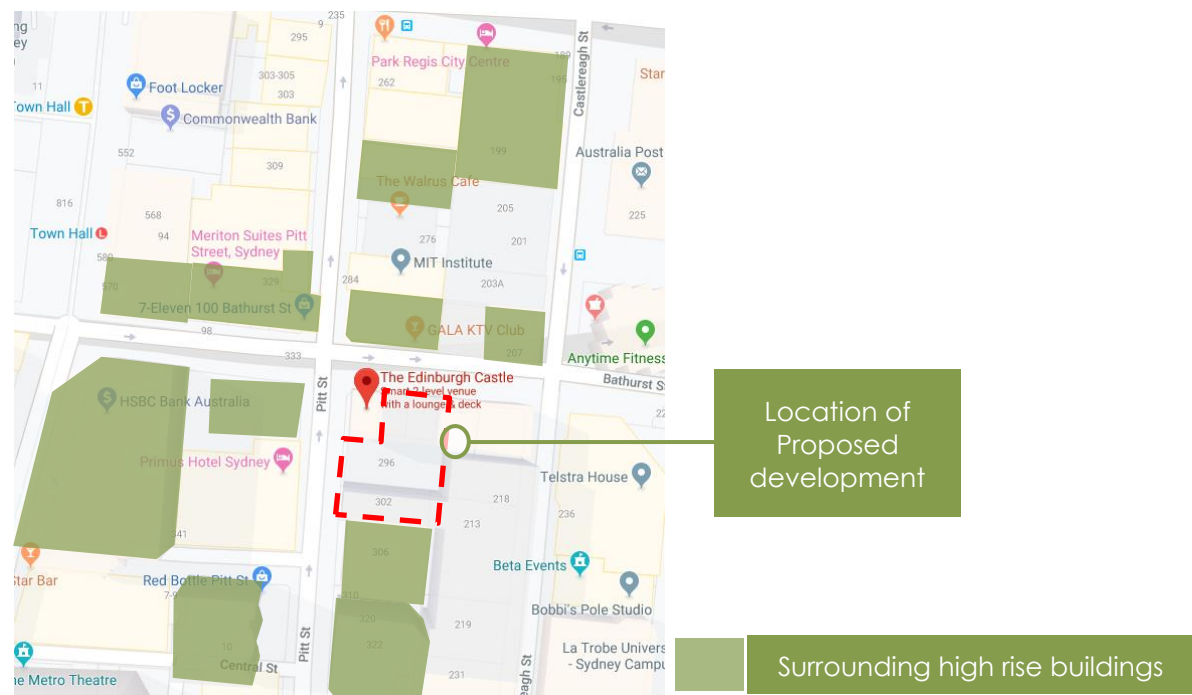 235
9
ng
ey
295
Park Regis City Centre
189
Castlereagh St
303-305
262
195
Star
11
Foot Locker
303
Town Hall T
Commonwealth Bank
552
199
Australia Post
309
The Walrus Cafe
816
568
205
225
Town Hall L
94
Meriton Suites Pitt
Street, Sydney
276
201
580
MIT Institute
570
329
284
203A
7-Eleven 100 Bathurst St
98
GALA KTV Club
207
Anytime Fitness
333
The Edinburgh Castle
Smart 2-level venue
with a lounge & deck
Bathurst S
HSBC Bank Australia
Pitt St
22
Location of
Proposed
development
Primus Hotel Sydney
296
Telstra House
302
218
213
236
341
306
Beta Events
Star Bar
Red Bottle Pitt St
7-9
310
Bobbi's Pole Studio
320
219
10
Pitt St
322
La Trobe Univers
- Sydney Campu
Central St
231
eagh St
he Metro Theatre
Surrounding high rise buildings